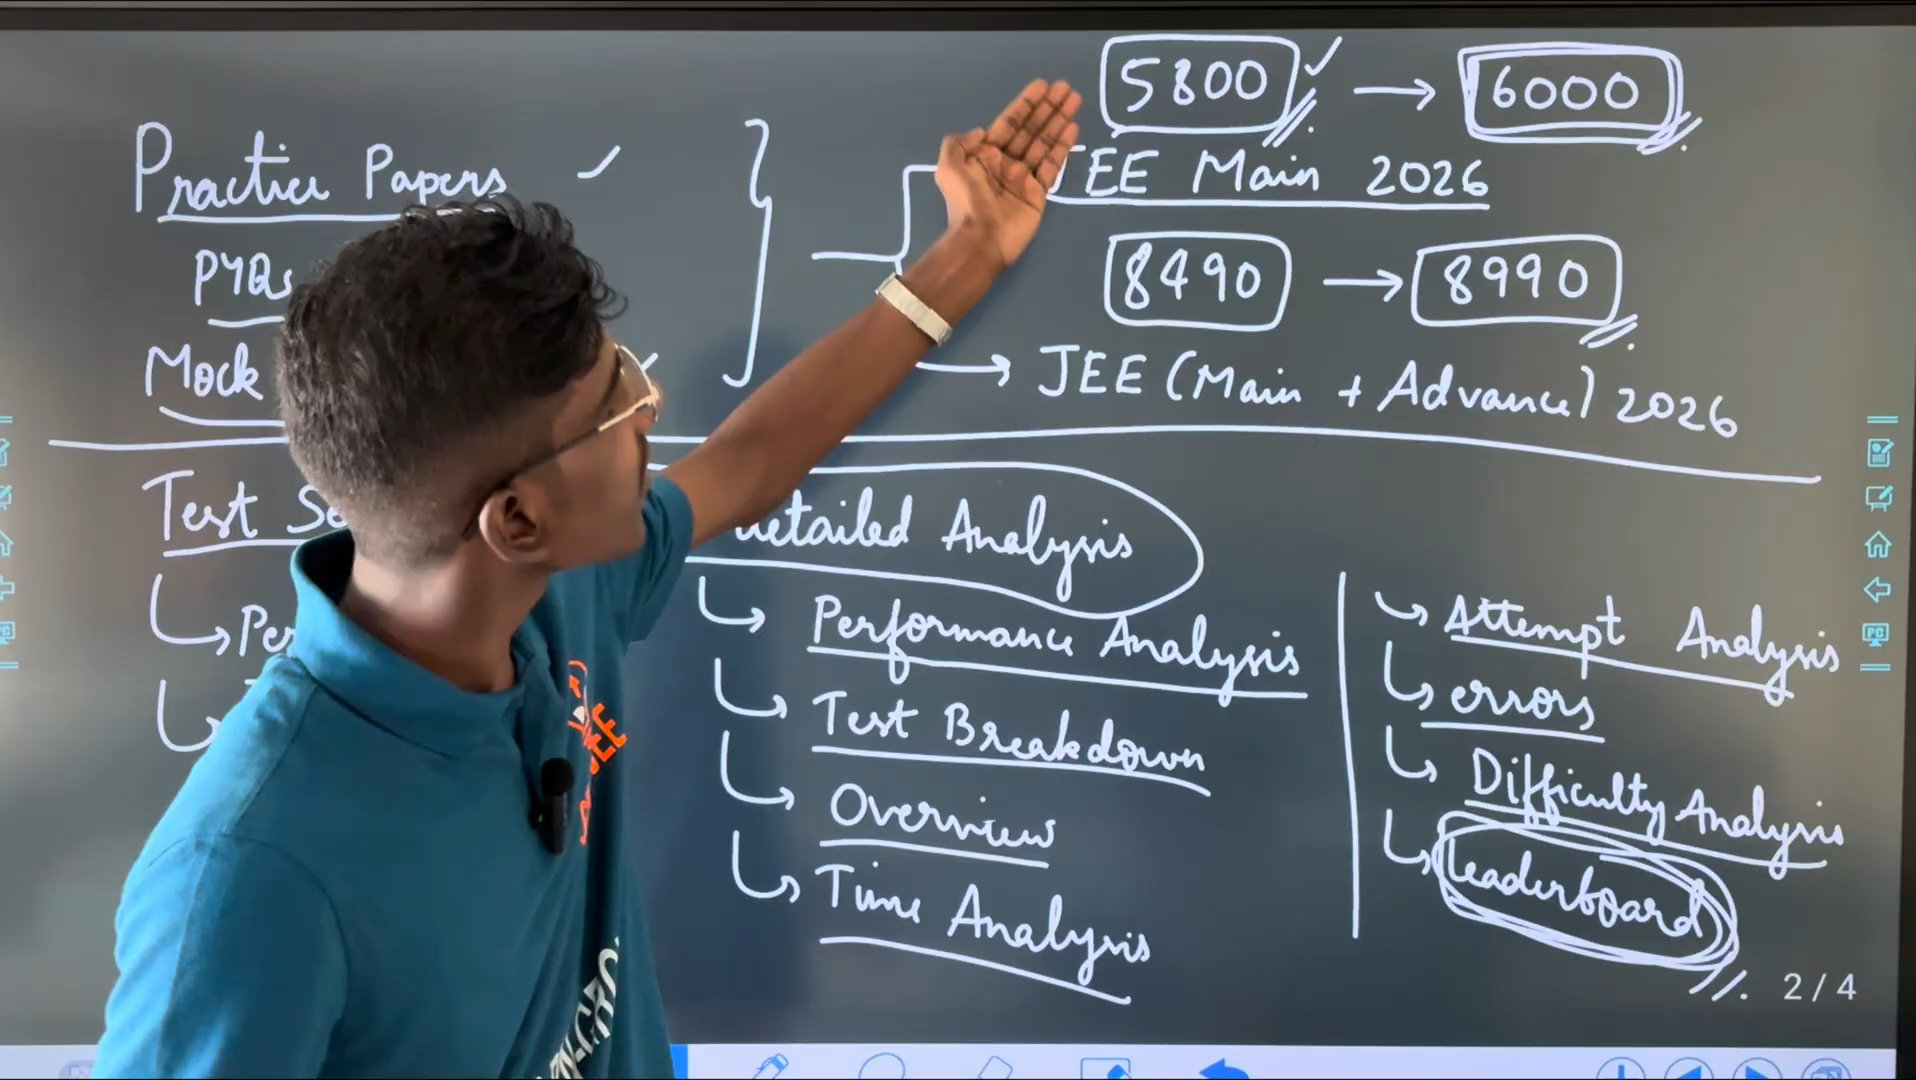 5800 → 6000
Practice Papers ✓
JEE Main 2026
PYQs
8490 → 8990
Mock
JEE (Main + Advance) 2026
Test
Detailed Analysis
Performance Analysis
Test Breakdown
Overview
Time Analysis
Attempt Analysis
errors
Difficulty Analysis
leaderboard
2/4
PC